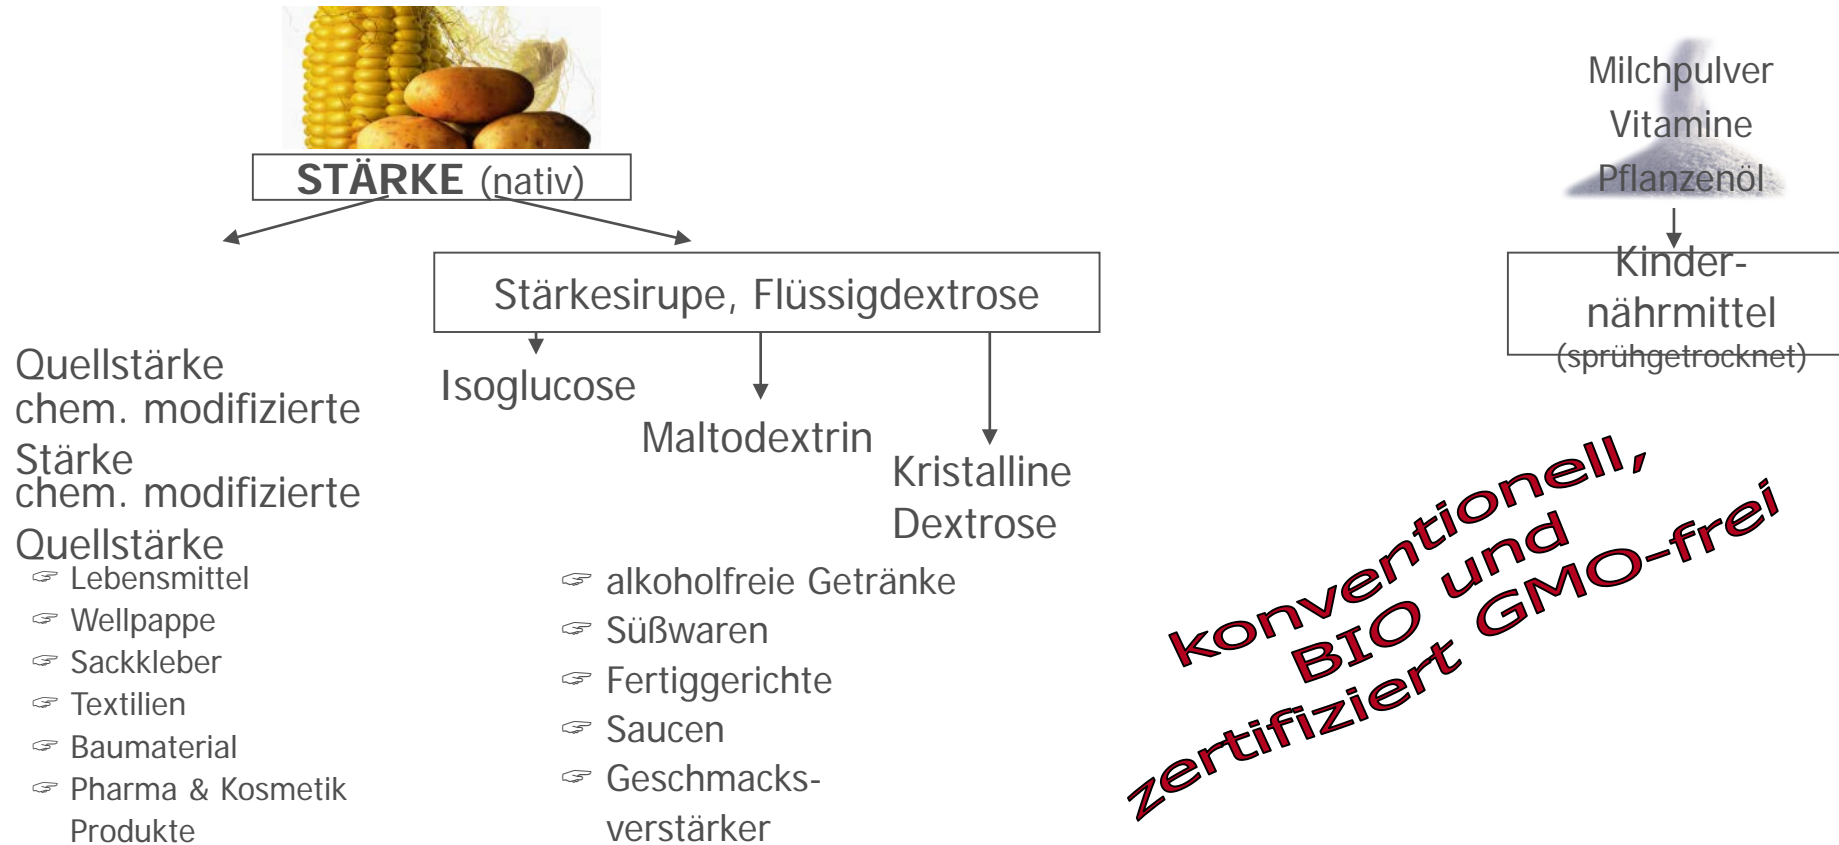 STÄRKE (nativ)
Quellstärke
chem. modifizierte
Stärke
chem. modifizierte
Quellstärke
☞ Lebensmittel
☞ Wellpappe
☞ Sackkleber
☞ Textilien
☞ Baumaterial
☞ Pharma & Kosmetik
Produkte
Stärkesirupe, Flüssigdextrose
Isoglucose
Maltodextrin
Kristalline
Dextrose
☞ alkoholfreie Getränke
☞ Süßwaren
☞ Fertiggerichte
☞ Saucen
☞ Geschmacks-
verstärker
Milchpulver
Vitamine
Pflanzenöl
Kinder-
nährmittel
(sprühgetrocknet)
konventionell,
BIO und
zertifiziert GMO-frei